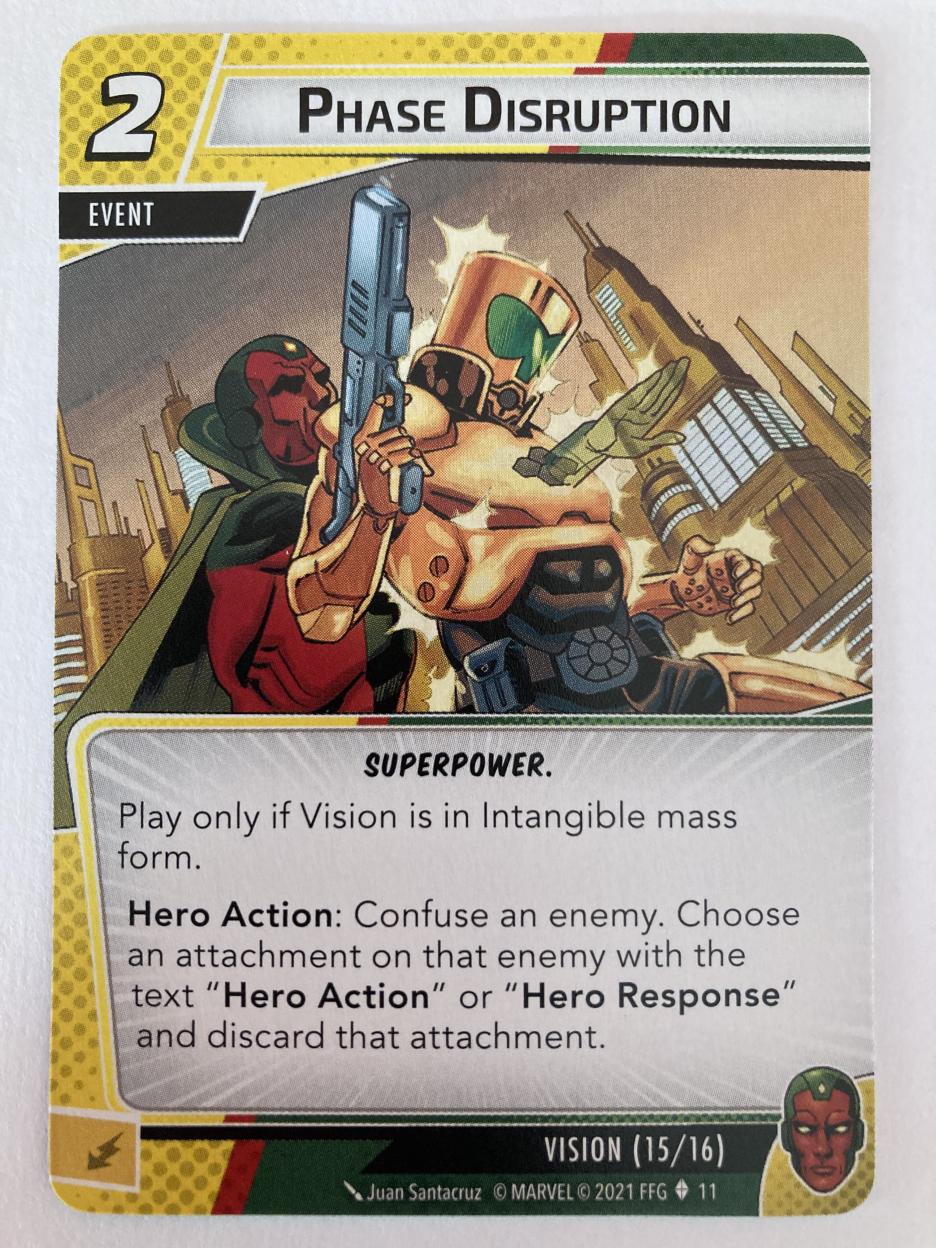 2
PHASE DISRUPTION
EVENT
SUPERPOWER.
Play only if Vision is in Intangible mass
form.
Hero Action: Confuse an enemy. Choose
an attachment on that enemy with the
text “Hero Action” or “Hero Response”
and discard that attachment.
VISION (15/16)
Juan Santacruz © MARVEL © 2021 FFG 11